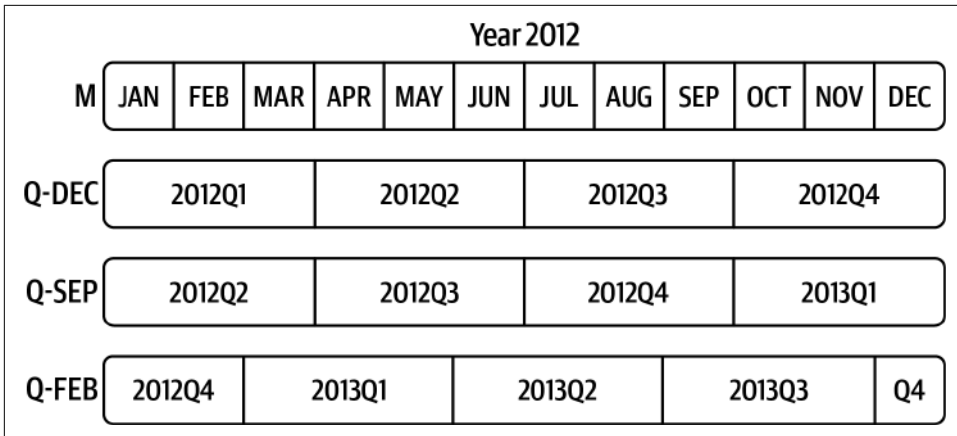 Year 2012
M JAN FEB MAR APR MAY JUN JUL AUG SEP OCT NOV DEC
Q-DEC 2012Q1 2012Q2 2012Q3 2012Q4
Q-SEP 2012Q2 2012Q3 2012Q4 2013Q1
Q-FEB 2012Q4 2013Q1 2013Q2 2013Q3 Q4